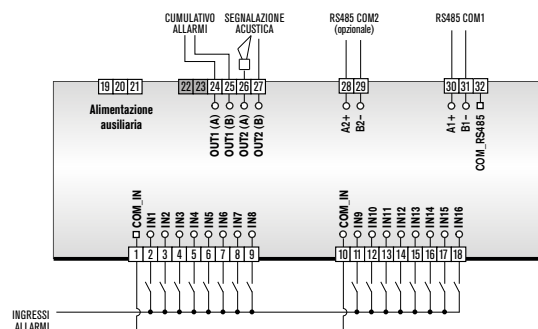 CUMULATIVO ALLARMI
SEGNALAZIONE ACUSTICA
RS485 COM2 (opzionale)
RS485 COM1
19 20 21
22 23 24 25 26 27
28 29
30 31 32
Alimentazione ausiliaria
OUT1 (A)
OUT1 (B)
OUT2 (A)
OUT2 (B)
A2+
B2−
A1+
B1−
COM_RS485
COM_IN
IN1
IN2
IN3
IN4
IN5
IN6
IN7
IN8
COM_IN
IN9
IN10
IN11
IN12
IN13
IN14
IN15
IN16
1 2 3 4 5 6 7 8 9
10 11 12 13 14 15 16 17 18
INGRESSI ALLARMI